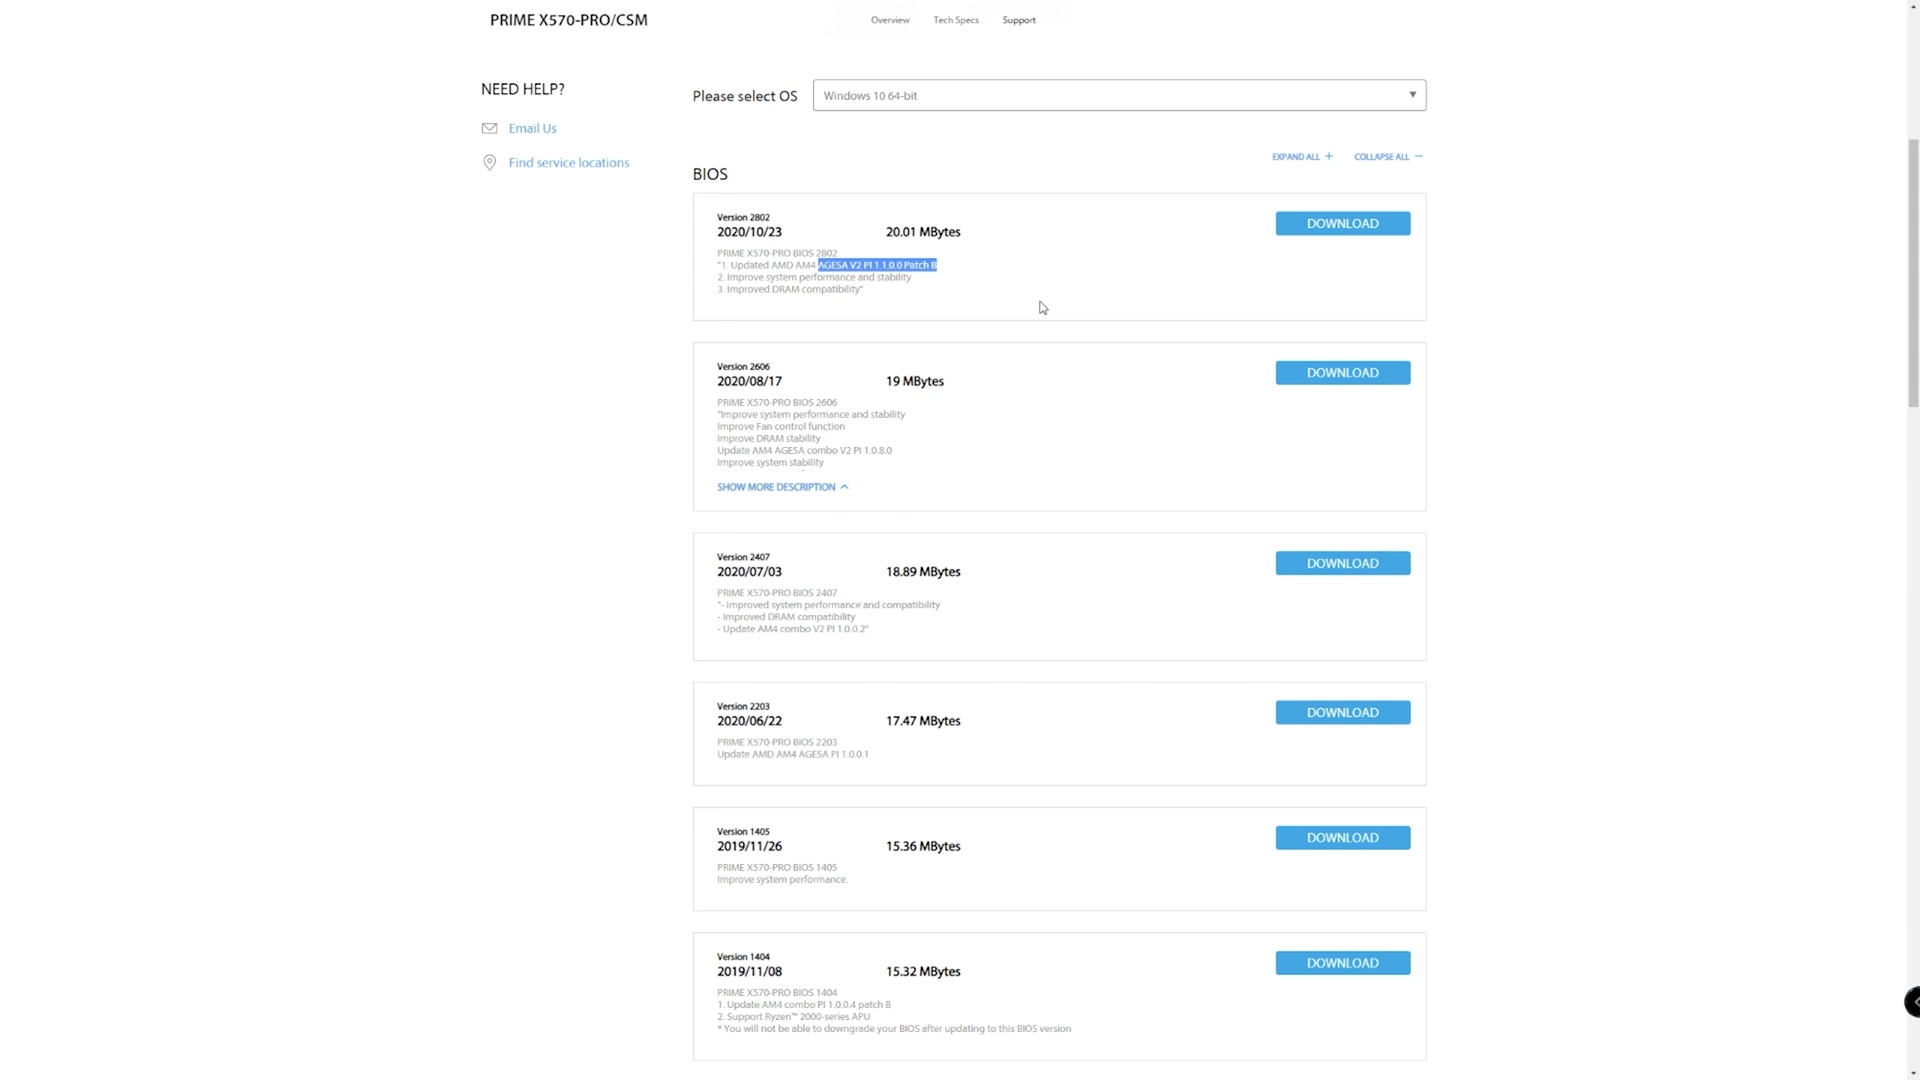 PRIME X570-PRO/CSM
Overview
Tech Specs
Support
NEED HELP?
Email Us
Find service locations
Please select OS
Windows 10 64-bit
EXPAND ALL +
COLLAPSE ALL −
BIOS
Version 2802
2020/10/23
20.01 MBytes
DOWNLOAD
PRIME X570-PRO BIOS 2802
"1. Updated AMD AM4 AGESA V2 PI 1.1.0.0 Patch B
2. Improve system performance and stability
3. Improved DRAM compatibility"
Version 2606
2020/08/17
19 MBytes
DOWNLOAD
PRIME X570-PRO BIOS 2606
"Improve system performance and stability
Improve Fan control function
Improve DRAM stability
Update AM4 AGESA combo V2 PI 1.0.8.0
Improve system stability
SHOW MORE DESCRIPTION
Version 2407
2020/07/03
18.89 MBytes
DOWNLOAD
PRIME X570-PRO BIOS 2407
"- Improved system performance and compatibility
- Improved DRAM compatibility
- Update AM4 combo V2 PI 1.0.0.2"
Version 2203
2020/06/22
17.47 MBytes
DOWNLOAD
PRIME X570-PRO BIOS 2203
Update AMD AM4 AGESA PI 1.0.0.1
Version 1405
2019/11/26
15.36 MBytes
DOWNLOAD
PRIME X570-PRO BIOS 1405
Improve system performance.
Version 1404
2019/11/08
15.32 MBytes
DOWNLOAD
PRIME X570-PRO BIOS 1404
1. Update AM4 combo PI 1.0.0.4 patch B
2. Support Ryzen™ 2000-series APU
* You will not be able to downgrade your BIOS after updating to this BIOS version